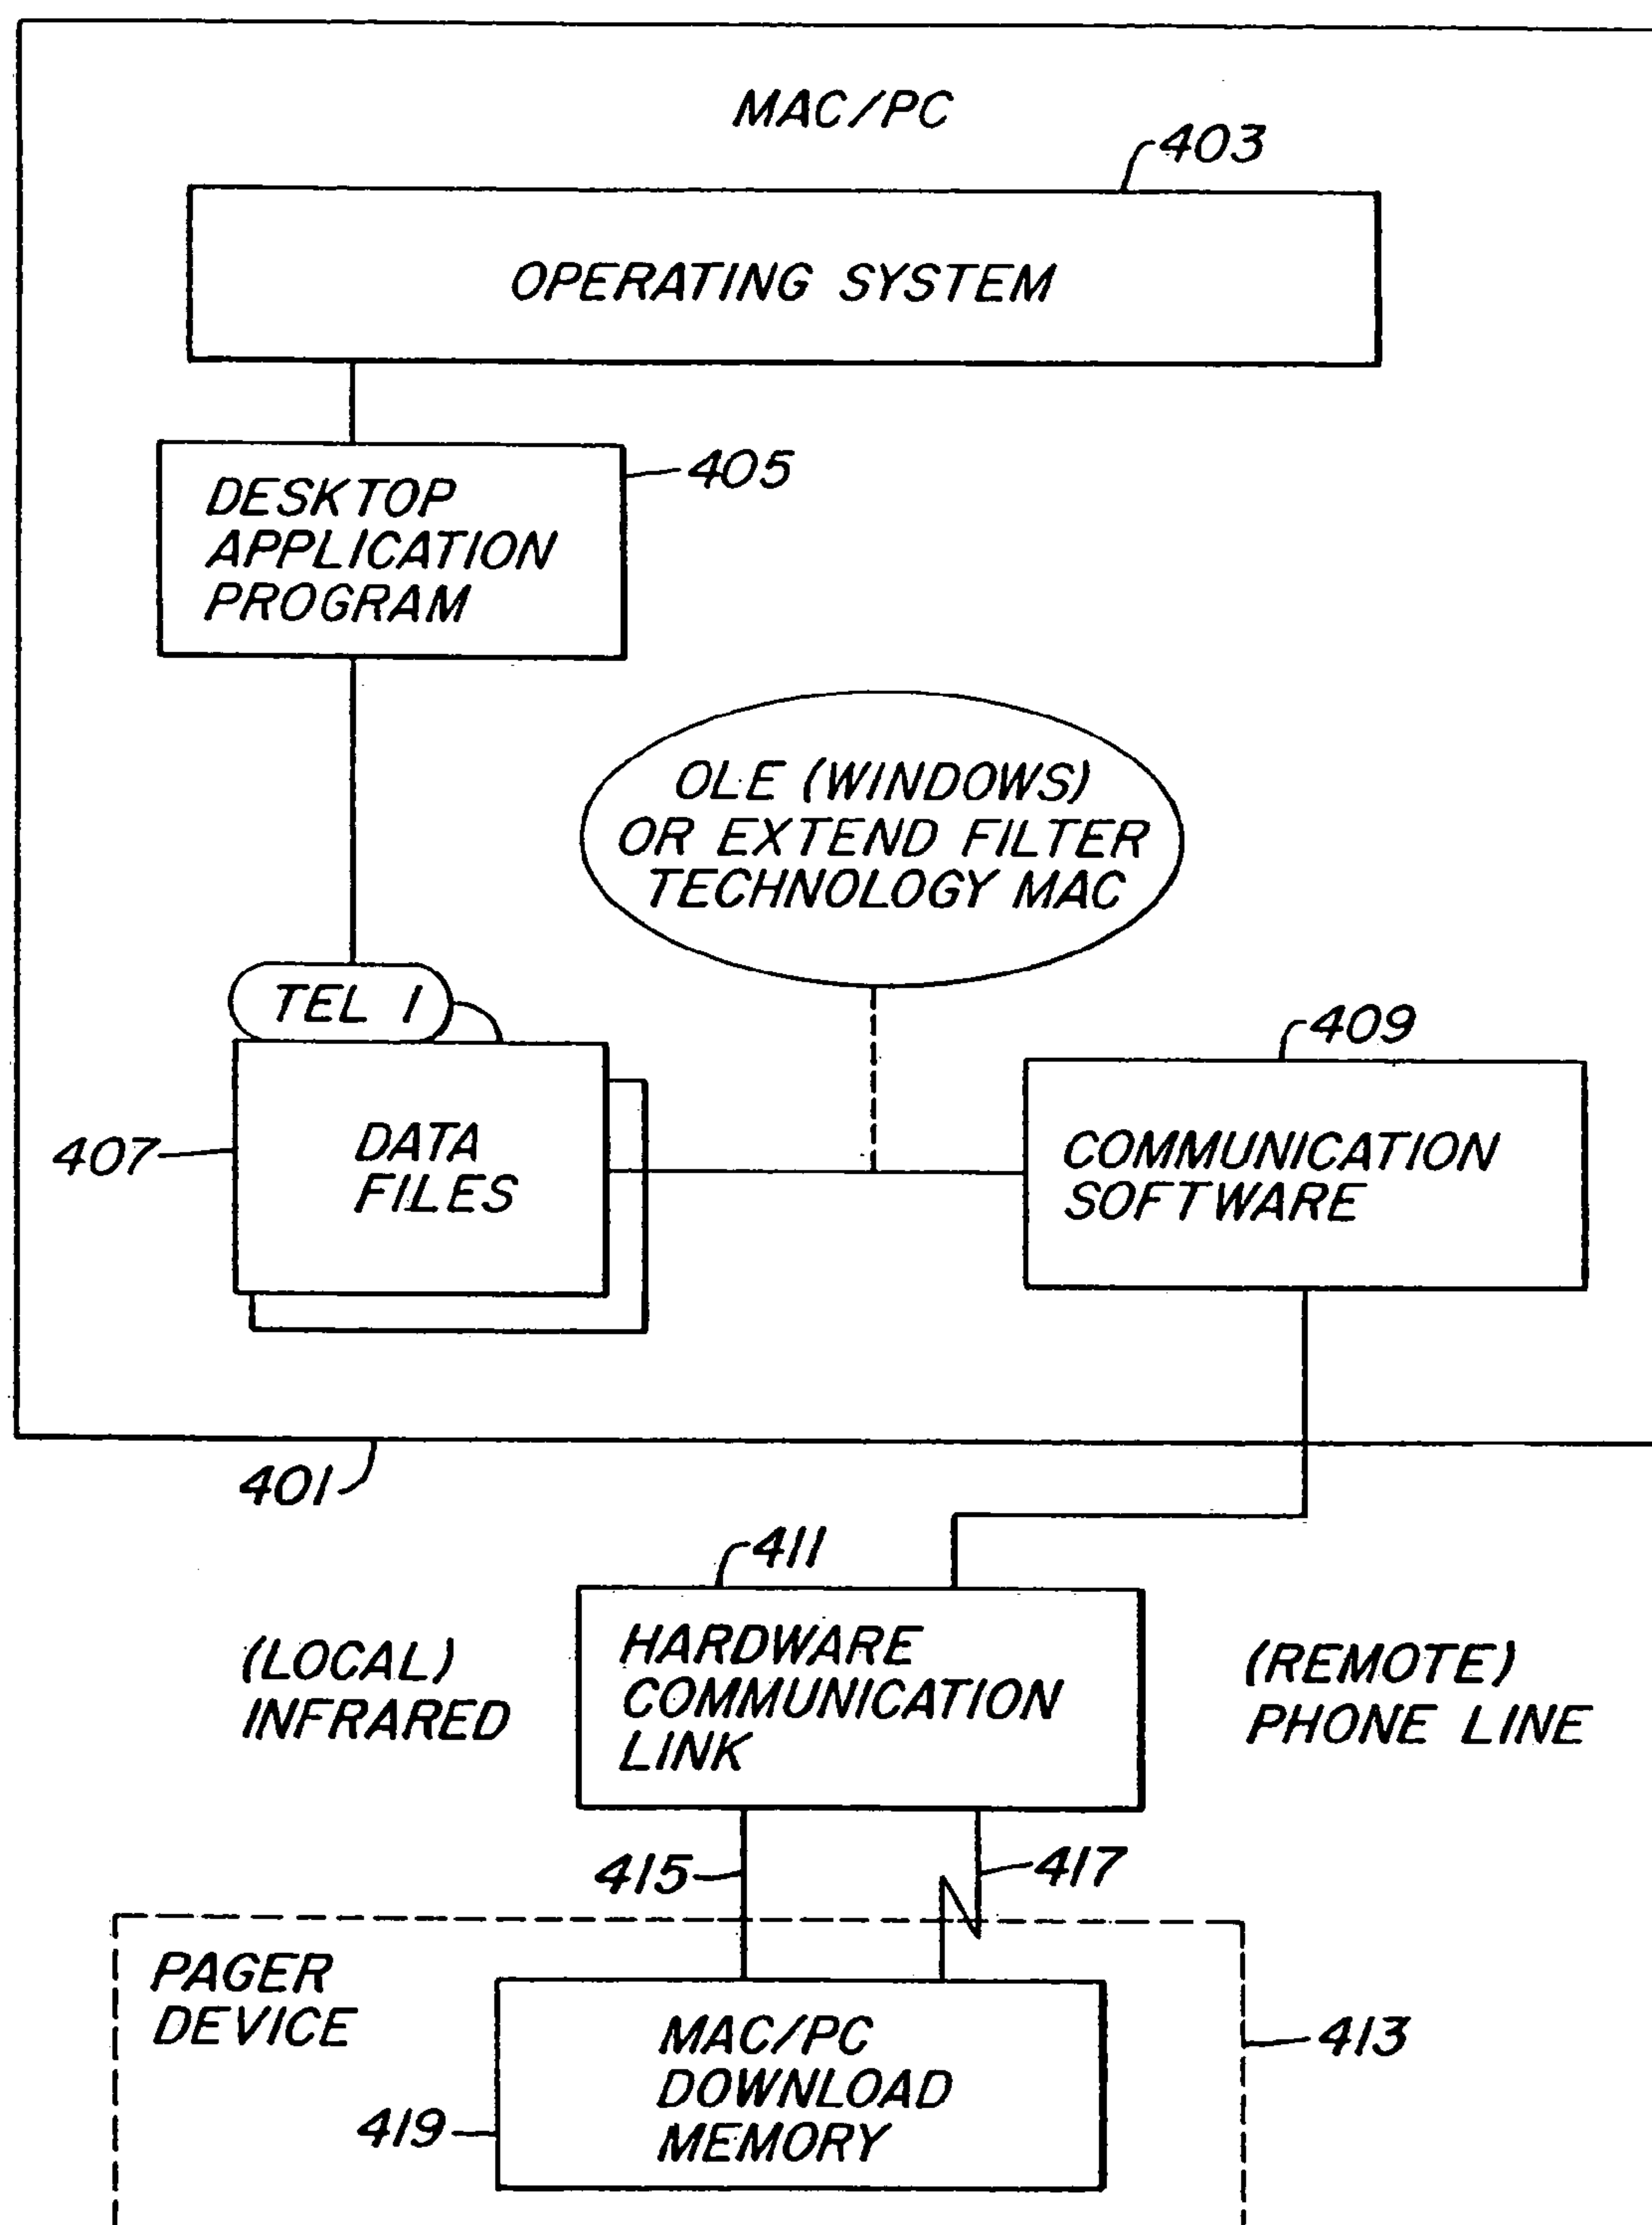 MAC/PC
403
OPERATING SYSTEM
405
DESKTOP
APPLICATION
PROGRAM
OLE (WINDOWS)
OR EXTEND FILTER
TECHNOLOGY MAC
TEL 1
409
407
DATA
FILES
COMMUNICATION
SOFTWARE
401
411
(LOCAL)
INFRARED
HARDWARE
COMMUNICATION
LINK
(REMOTE)
PHONE LINE
415
417
PAGER
DEVICE
413
MAC/PC
DOWNLOAD
MEMORY
419